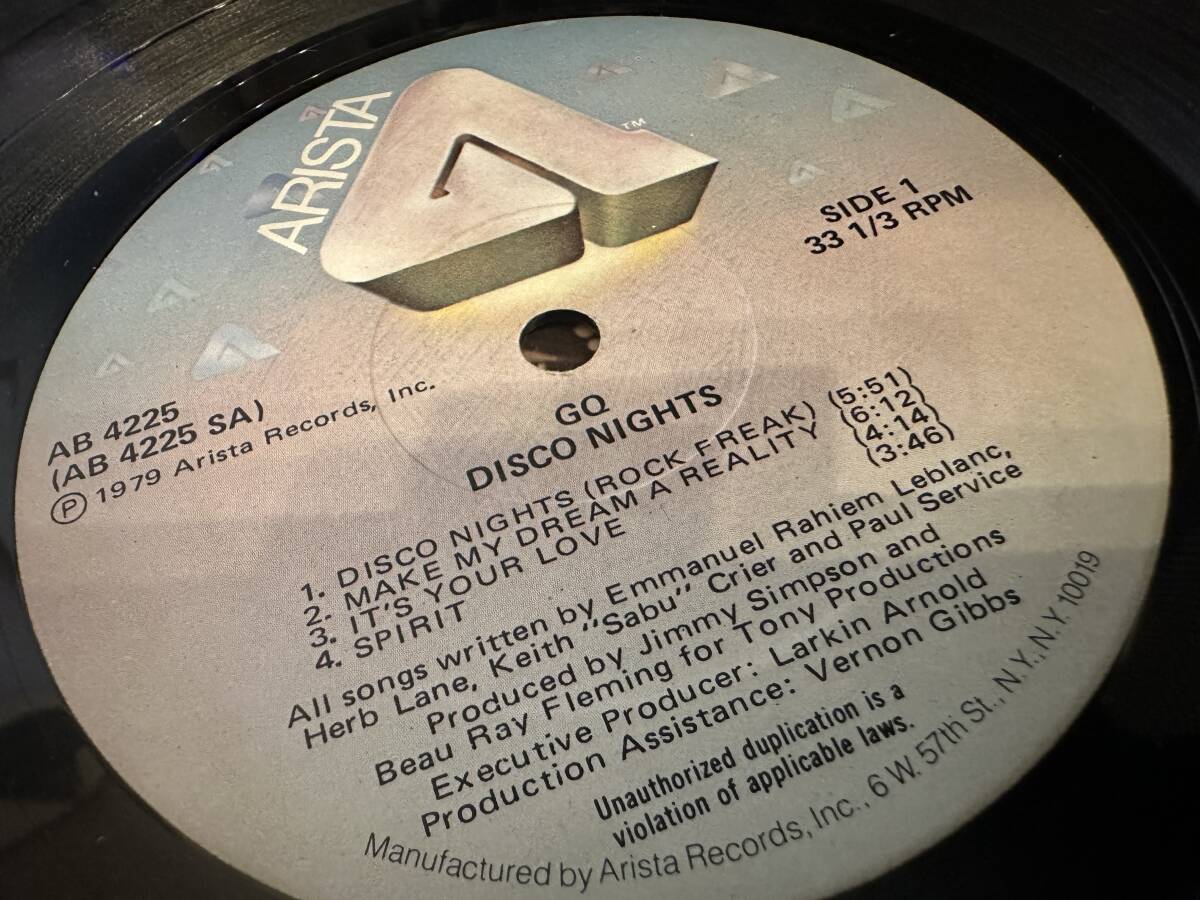 ARISTA
TM
SIDE 1
33 1/3 RPM
AB 4225
(AB 4225 SA)
Ⓟ 1979 Arista Records, Inc.
GQ
DISCO NIGHTS
1. DISCO NIGHTS (ROCK FREAK) (5:51)
2. MAKE MY DREAM A REALITY (6:12)
3. IT'S YOUR LOVE (4:14)
4. SPIRIT (3:46)
All songs written by Emmanuel Rahiem Leblanc,
Herb Lane, Keith "Sabu" Crier and Paul Service
Produced by Jimmy Simpson and
Beau Ray Fleming for Tony Productions
Executive Producer: Larkin Arnold
Production Assistance: Vernon Gibbs
Unauthorized duplication is a
violation of applicable laws.
Manufactured by Arista Records, Inc., 6 W. 57th St., N.Y., N.Y. 10019